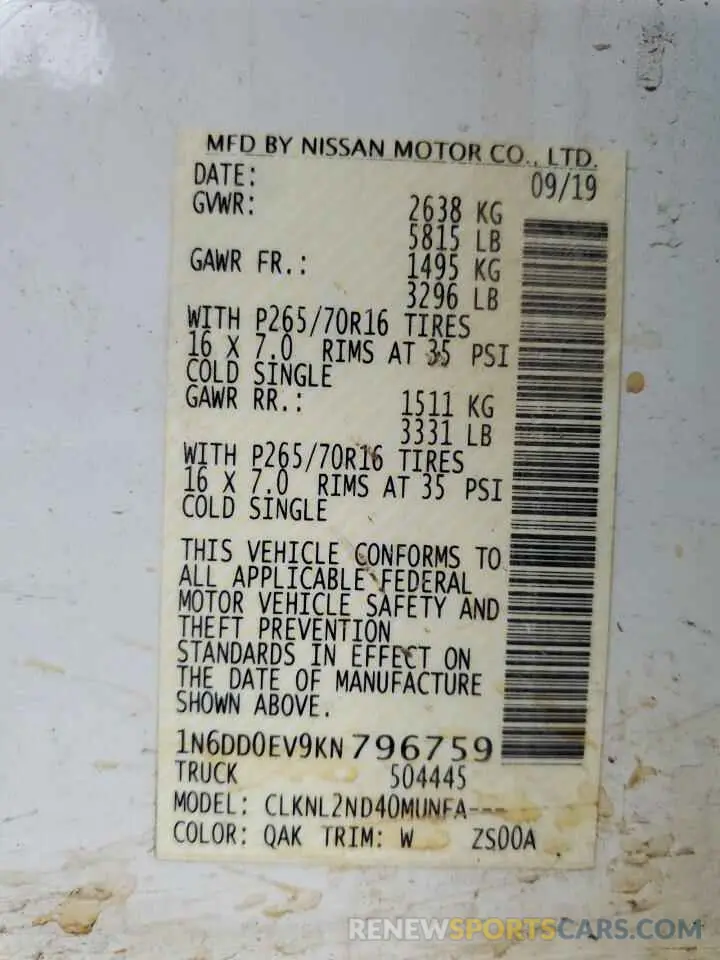 MFD BY NISSAN MOTOR CO., LTD.
DATE: 09/19
GVWR: 2638 KG
5815 LB
GAWR FR.: 1495 KG
3296 LB
WITH P265/70R16 TIRES
16 X 7.0 RIMS AT 35 PSI
COLD SINGLE
GAWR RR.: 1511 KG
3331 LB
WITH P265/70R16 TIRES
16 X 7.0 RIMS AT 35 PSI
COLD SINGLE
THIS VEHICLE CONFORMS TO
ALL APPLICABLE FEDERAL
MOTOR VEHICLE SAFETY AND
THEFT PREVENTION
STANDARDS IN EFFECT ON
THE DATE OF MANUFACTURE
SHOWN ABOVE.
1N6DD0EV9KN796759
TRUCK 504445
MODEL: CLKNL2ND40MUNFA---
COLOR: QAK TRIM: W ZS00A
RENEWSPORTSCARS.COM